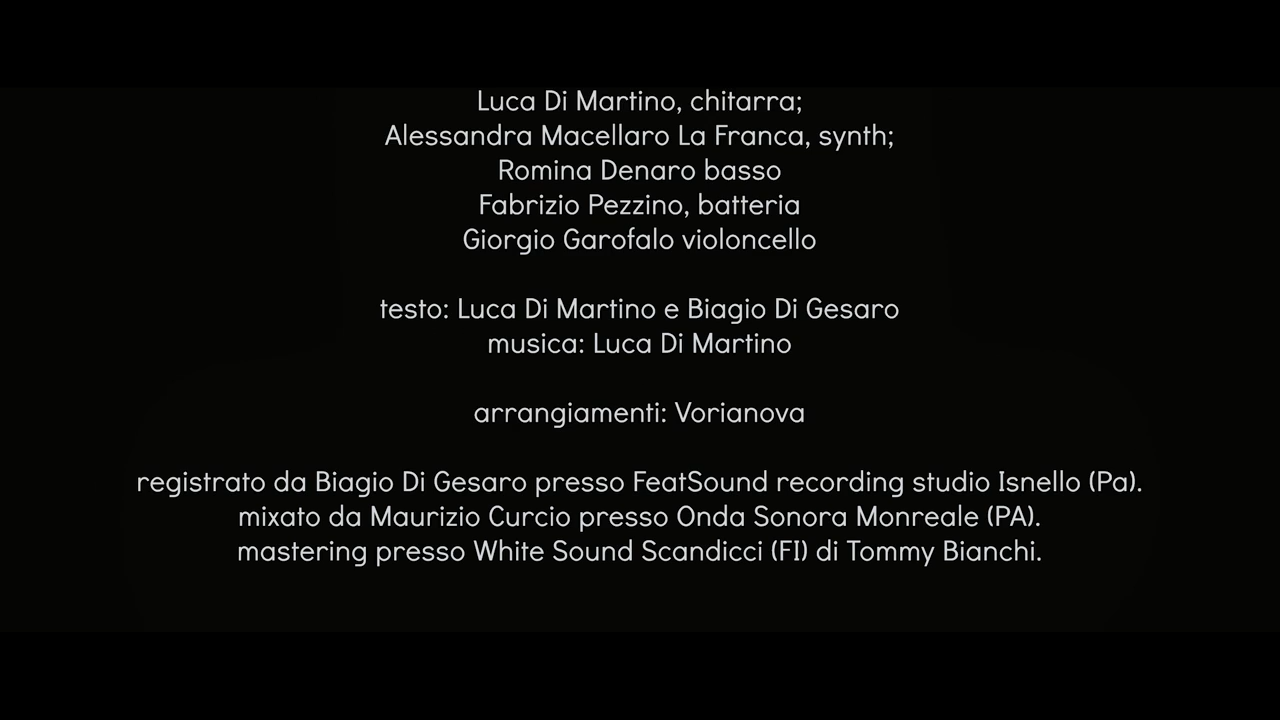 Luca Di Martino, chitarra;
Alessandra Macellaro La Franca, synth;
Romina Denaro basso
Fabrizio Pezzino, batteria
Giorgio Garofalo violoncello
testo: Luca Di Martino e Biagio Di Gesaro
musica: Luca Di Martino
arrangiamenti: Vorianova
registrato da Biagio Di Gesaro presso FeatSound recording studio Isnello (Pa).
mixato da Maurizio Curcio presso Onda Sonora Monreale (PA).
mastering presso White Sound Scandicci (FI) di Tommy Bianchi.